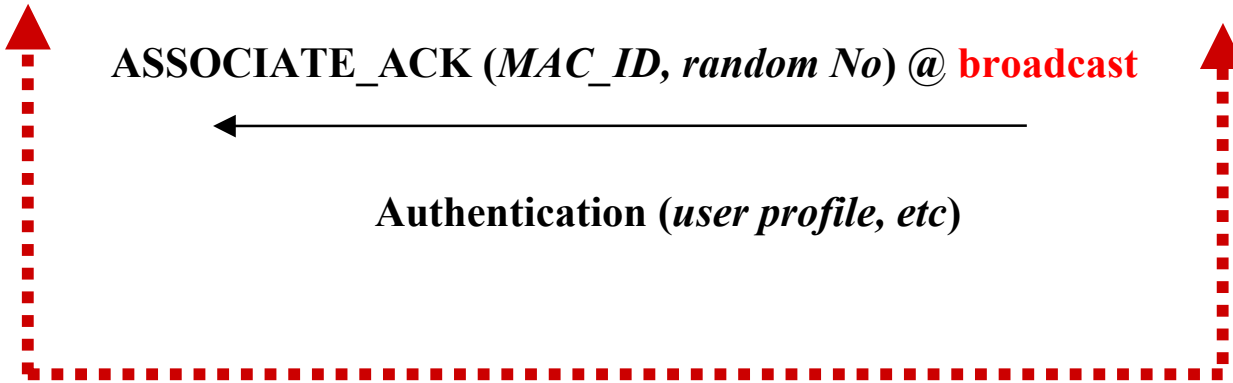 ASSOCIATE_ACK (MAC_ID, random No) @ broadcast
Authentication (user profile, etc)